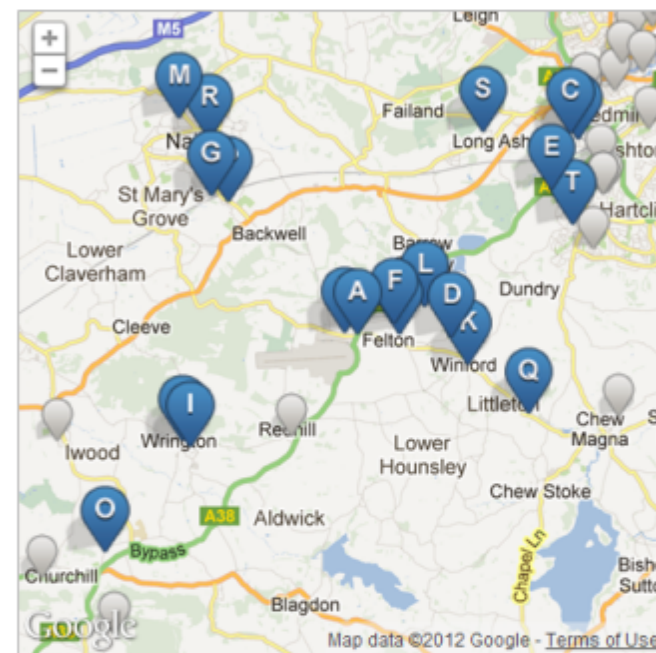 Leigh
M5
+
−
M
R
S
C
Failand
Long Ash
E
G
T
St Mary's
Grove
Hartcli
Backwell
Lower
Claverham
Barrow
L
F
A
D
Dundry
Cleeve
Felton
K
Winford
Q
Littleton
I
Wrington
Redhill
Chew
Magna
Iwood
Lower
Hounsley
Chew Stoke
O
A38
Aldwick
Bypass
Chapel Ln
Churchill
Bish
Sutto
Blagdon
Google
Map data ©2012 Google - Terms of Use